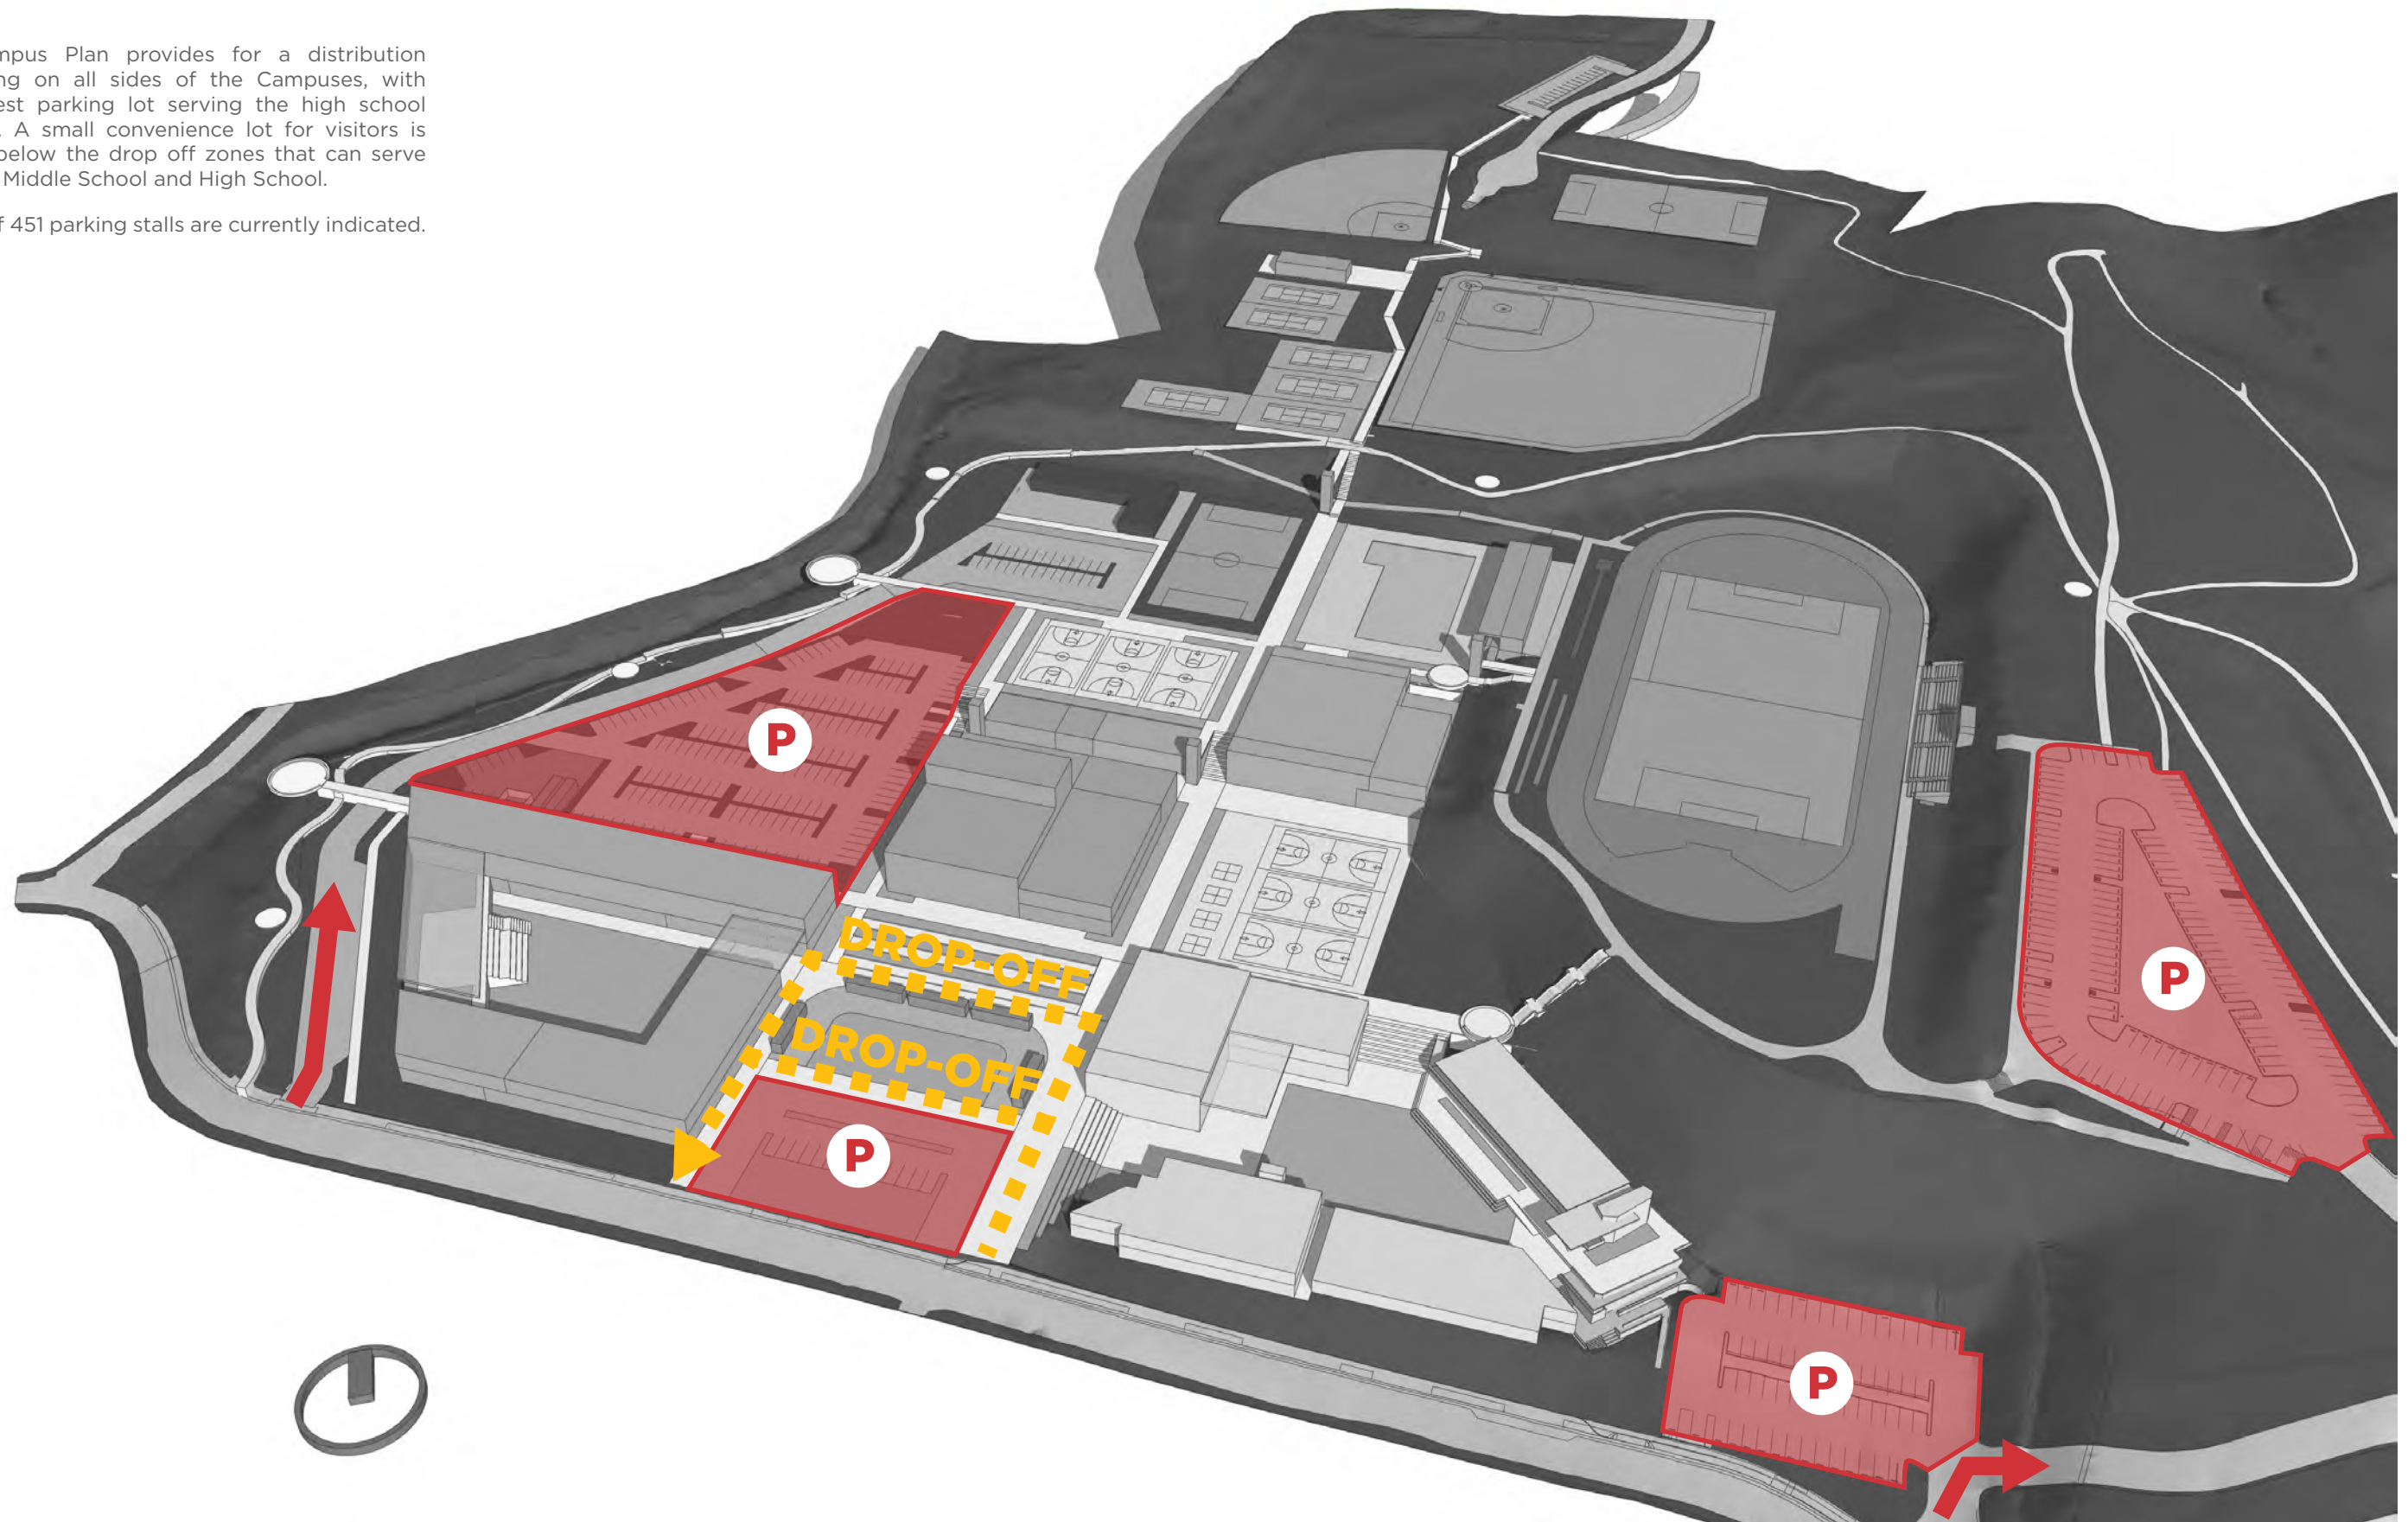 mpus Plan provides for a distribution
ng on all sides of the Campuses, with
est parking lot serving the high school
. A small convenience lot for visitors is
below the drop off zones that can serve
Middle School and High School.
f 451 parking stalls are currently indicated.
P
DROP-OFF
P
DROP-OFF
P
P